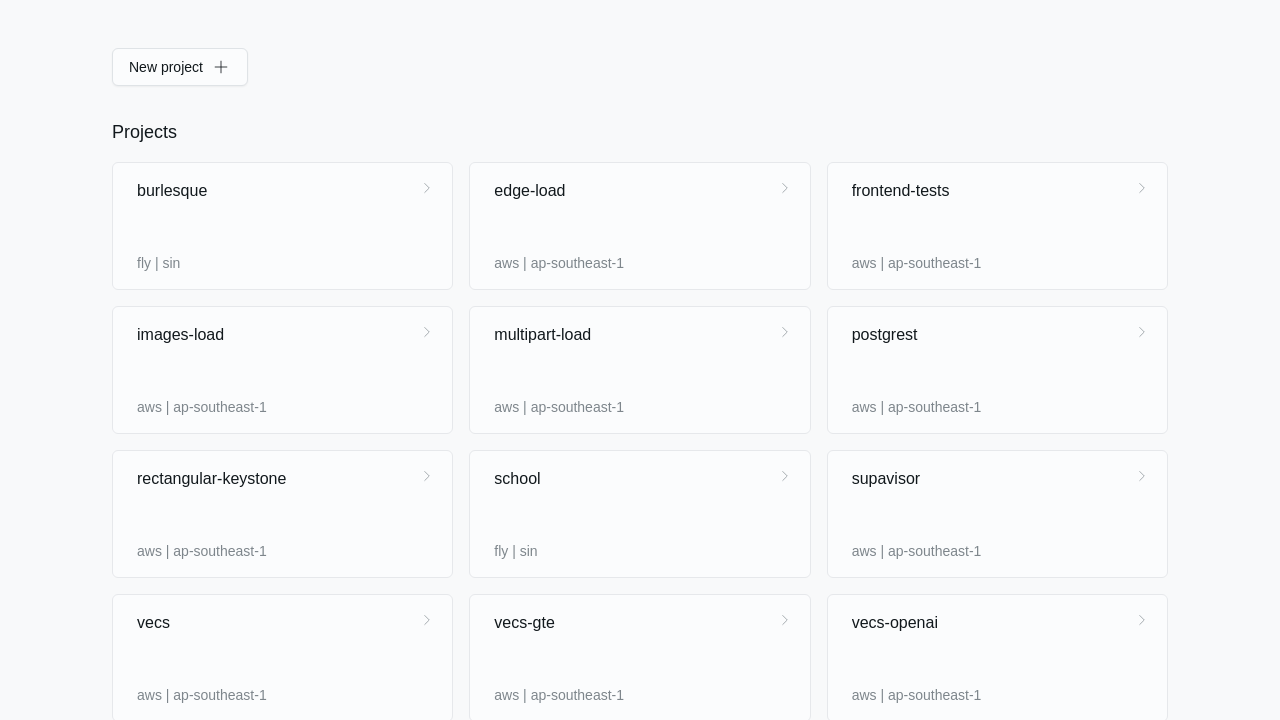 New project
Projects
burlesque
fly | sin
edge-load
aws | ap-southeast-1
frontend-tests
aws | ap-southeast-1
images-load
aws | ap-southeast-1
multipart-load
aws | ap-southeast-1
postgrest
aws | ap-southeast-1
rectangular-keystone
aws | ap-southeast-1
school
fly | sin
supavisor
aws | ap-southeast-1
vecs
aws | ap-southeast-1
vecs-gte
aws | ap-southeast-1
vecs-openai
aws | ap-southeast-1